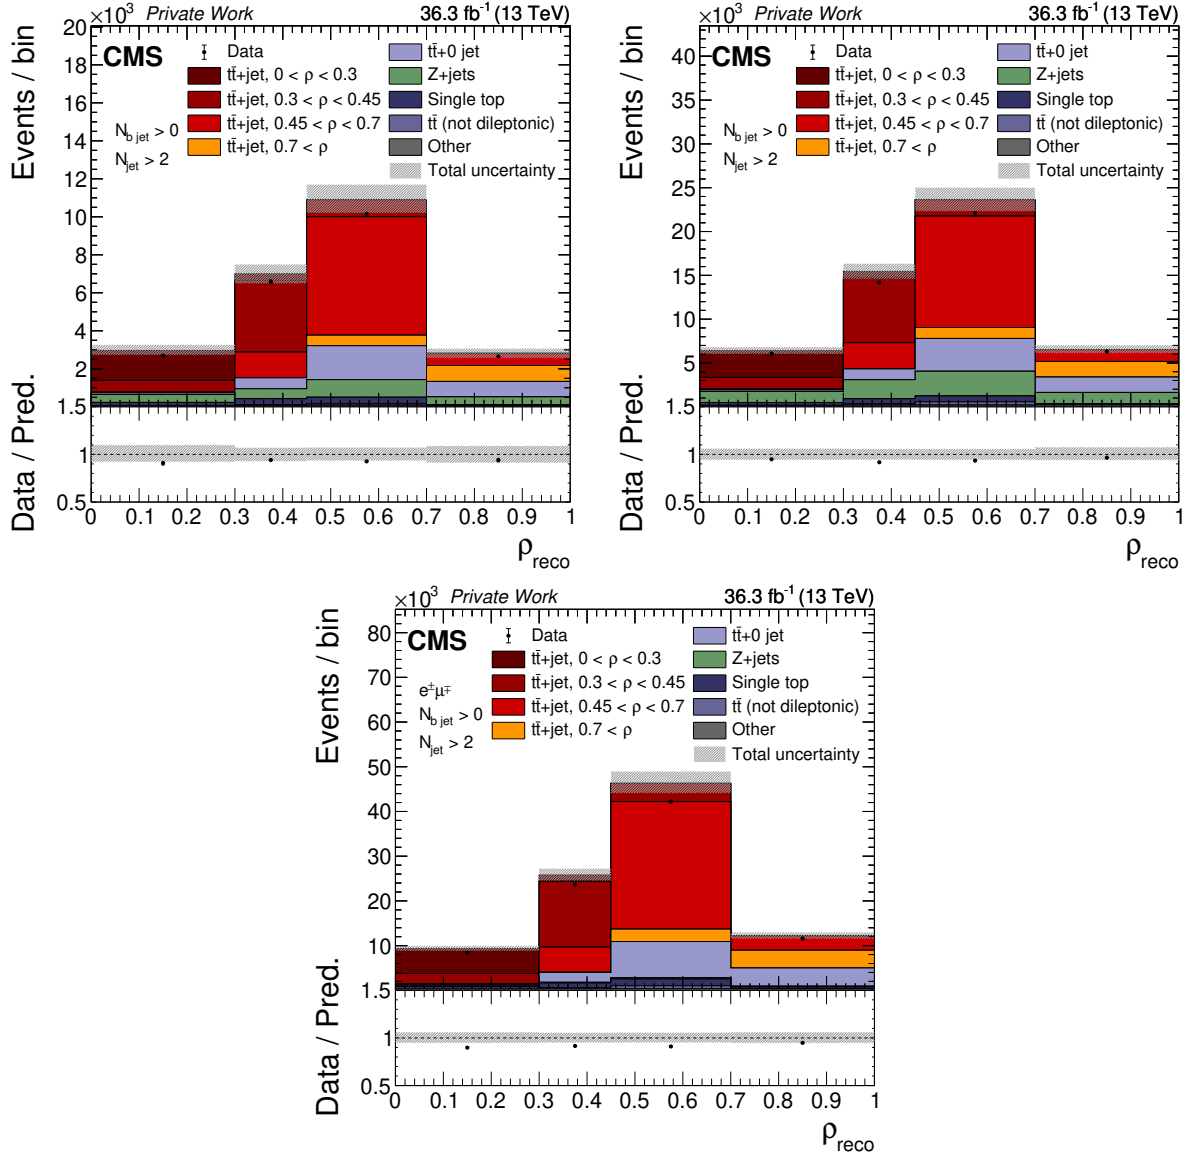 ×10³ Private Work 36.3 fb⁻¹ (13 TeV)
Events / bin
20
18
16
14
12
10
8
6
4
2
CMS
Data
tt̄+jet, 0 < ρ < 0.3
tt̄+jet, 0.3 < ρ < 0.45
tt̄+jet, 0.45 < ρ < 0.7
tt̄+jet, 0.7 < ρ
tt̄+0 jet
Z+jets
Single top
tt̄ (not dileptonic)
Other
Total uncertainty
N_b jet > 0
N_jet > 2
Data / Pred.
1.5
1
0.5
0 0.1 0.2 0.3 0.4 0.5 0.6 0.7 0.8 0.9 1
ρ_reco
×10³ Private Work 36.3 fb⁻¹ (13 TeV)
Events / bin
40
35
30
25
20
15
10
5
CMS
Data
tt̄+jet, 0 < ρ < 0.3
tt̄+jet, 0.3 < ρ < 0.45
tt̄+jet, 0.45 < ρ < 0.7
tt̄+jet, 0.7 < ρ
tt̄+0 jet
Z+jets
Single top
tt̄ (not dileptonic)
Other
Total uncertainty
N_b jet > 0
N_jet > 2
Data / Pred.
1.5
1
0.5
0 0.1 0.2 0.3 0.4 0.5 0.6 0.7 0.8 0.9 1
ρ_reco
×10³ Private Work 36.3 fb⁻¹ (13 TeV)
Events / bin
80
70
60
50
40
30
20
10
CMS
Data
tt̄+jet, 0 < ρ < 0.3
tt̄+jet, 0.3 < ρ < 0.45
tt̄+jet, 0.45 < ρ < 0.7
tt̄+jet, 0.7 < ρ
tt̄+0 jet
Z+jets
Single top
tt̄ (not dileptonic)
Other
Total uncertainty
e±μ∓
N_b jet > 0
N_jet > 2
Data / Pred.
1.5
1
0.5
0 0.1 0.2 0.3 0.4 0.5 0.6 0.7 0.8 0.9 1
ρ_reco